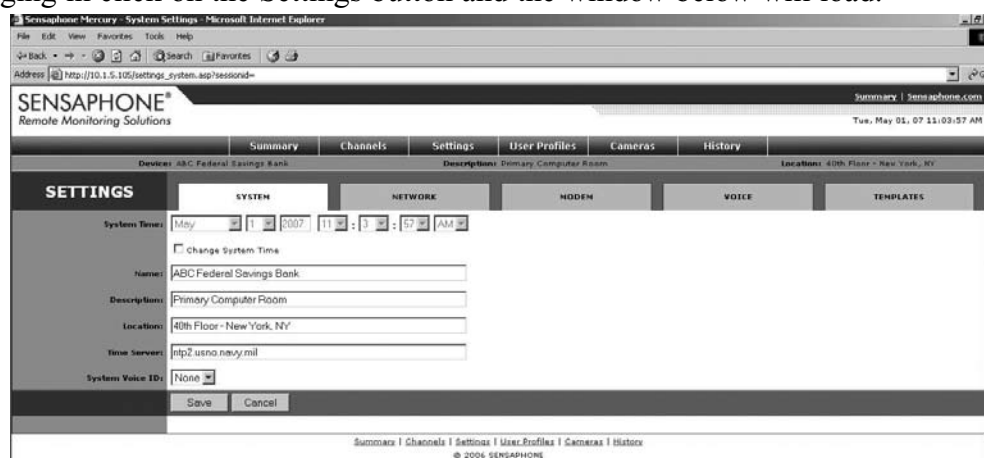 ging in click on the Settings button and the window below will load.
Sensaphone Mercury - System Settings - Microsoft Internet Explorer
File Edit View Favorites Tools Help
Back Search Favorites
Address http://10.1.5.105/settings_system.asp?sessionid=
SENSAPHONE®
Remote Monitoring Solutions
Summary | Sensaphone.com
Tue, May 01, 07 11:03:57 AM
Summary Channels Settings User Profiles Cameras History
Device: ABC Federal Savings Bank Description: Primary Computer Room Location: 40th Floor - New York, NY
SETTINGS SYSTEM NETWORK MODEM VOICE TEMPLATES
System Time: May 1 2007 11 : 3 : 57 AM
Change System Time
Name: ABC Federal Savings Bank
Description: Primary Computer Room
Location: 40th Floor - New York, NY
Time Server: ntp2.usno.navy.mil
System Voice ID: None
Save Cancel
Summary | Channels | Settings | User Profiles | Cameras | History
© 2006 SENSAPHONE